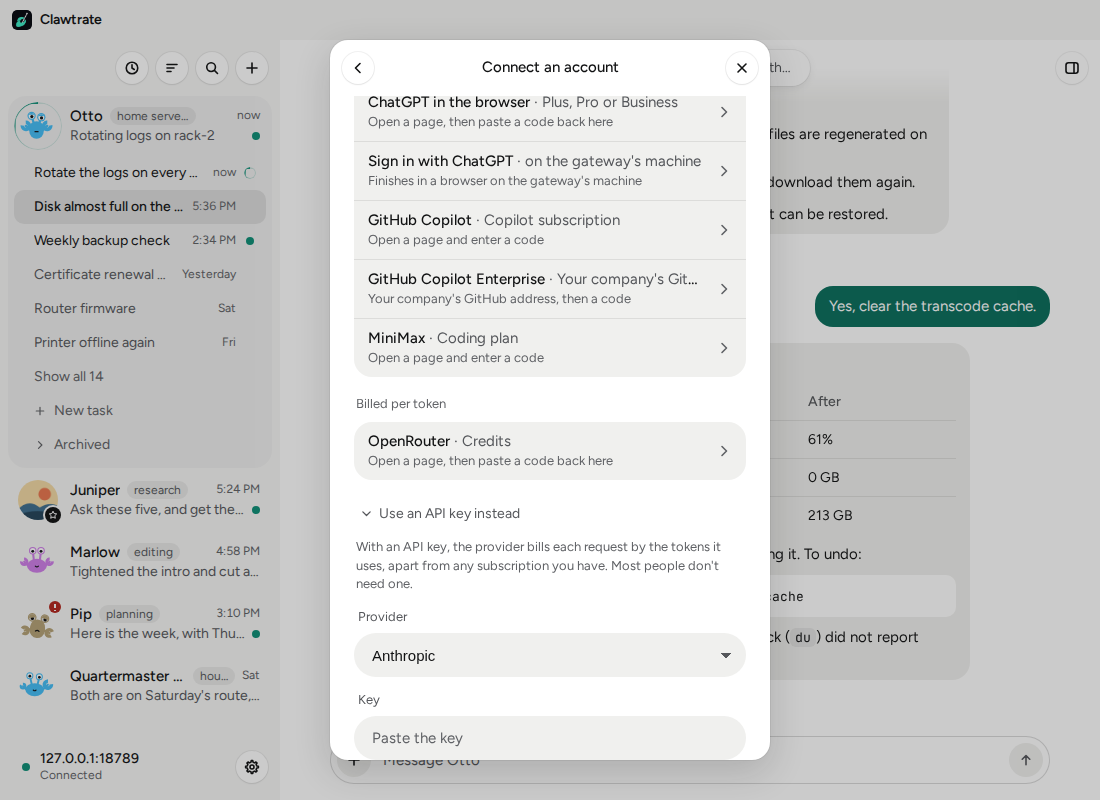 Clawtrate
Otto
home serve...
now
Rotating logs on rack-2
Rotate the logs on every ...
now
Disk almost full on the ...
5:36 PM
Weekly backup check
2:34 PM
Certificate renewal ...
Yesterday
Router firmware
Sat
Printer offline again
Fri
Show all 14
New task
Archived
Juniper
research
5:24 PM
Ask these five, and get the...
Marlow
editing
4:58 PM
Tightened the intro and cut a...
Pip
planning
3:10 PM
Here is the week, with Thu...
Quartermaster ...
hou...
Sat
Both are on Saturday's route,...
127.0.0.1:18789
Connected
Connect an account
ChatGPT in the browser · Plus, Pro or Business
Open a page, then paste a code back here
Sign in with ChatGPT · on the gateway's machine
Finishes in a browser on the gateway's machine
GitHub Copilot · Copilot subscription
Open a page and enter a code
GitHub Copilot Enterprise · Your company's Git...
Your company's GitHub address, then a code
MiniMax · Coding plan
Open a page and enter a code
Billed per token
OpenRouter · Credits
Open a page, then paste a code back here
Use an API key instead
With an API key, the provider bills each request by the tokens it
uses, apart from any subscription you have. Most people don't
need one.
Provider
Anthropic
Key
Paste the key
th...
files are regenerated on
download them again.
t can be restored.
Yes, clear the transcode cache.
After
61%
0 GB
213 GB
ng it. To undo:
cache
ck ( du ) did not report
Message Otto